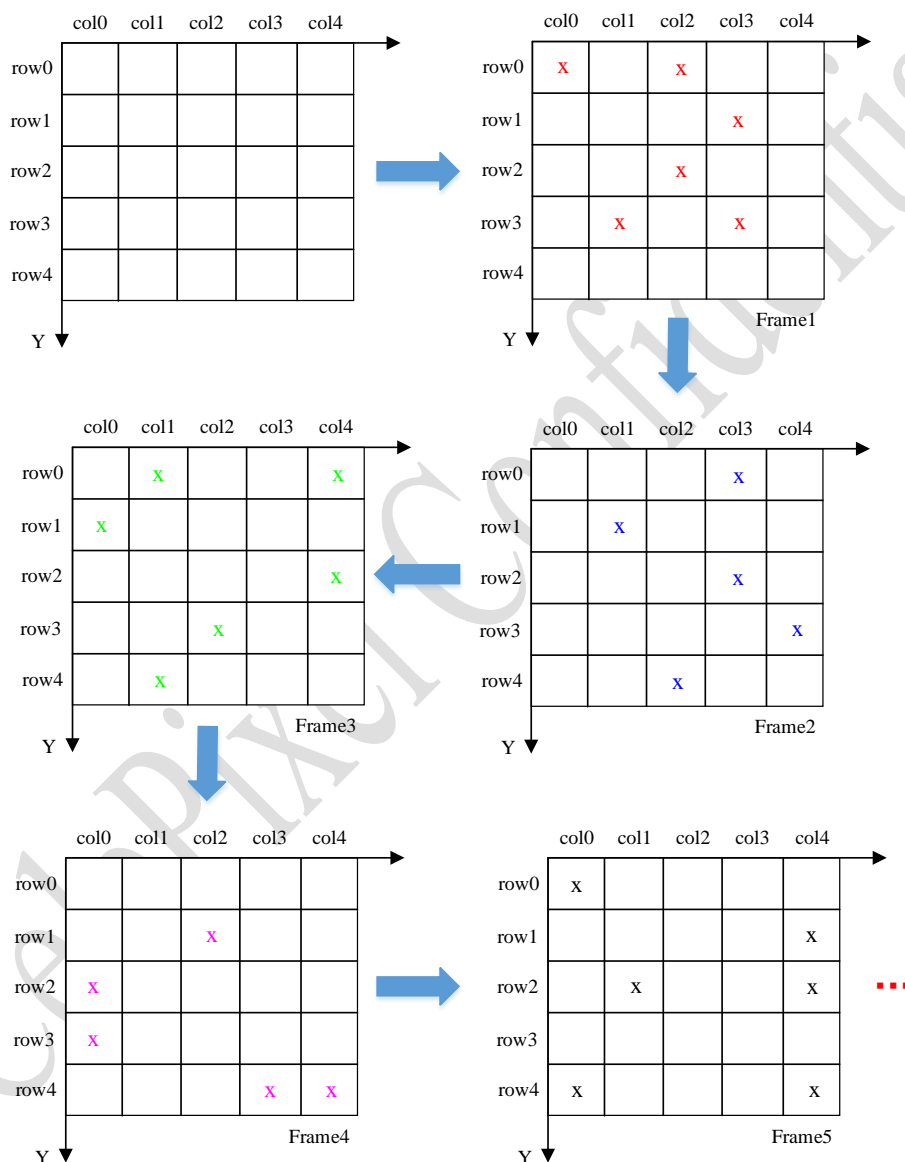 col0 col1 col2 col3 col4
row0
row1
row2
row3
row4
Y
col0 col1 col2 col3 col4
row0 x x
row1 x
row2 x
row3 x x
row4
Frame1
Y
col0 col1 col2 col3 col4
row0 x
row1 x
row2 x
row3 x
row4 x
Frame2
Y
col0 col1 col2 col3 col4
row0 x x
row1 x
row2 x
row3 x
row4 x
Frame3
Y
col0 col1 col2 col3 col4
row0
row1 x
row2 x
row3 x
row4 x x
Frame4
Y
col0 col1 col2 col3 col4
row0 x
row1 x
row2 x x
row3
row4 x x
Frame5
Y